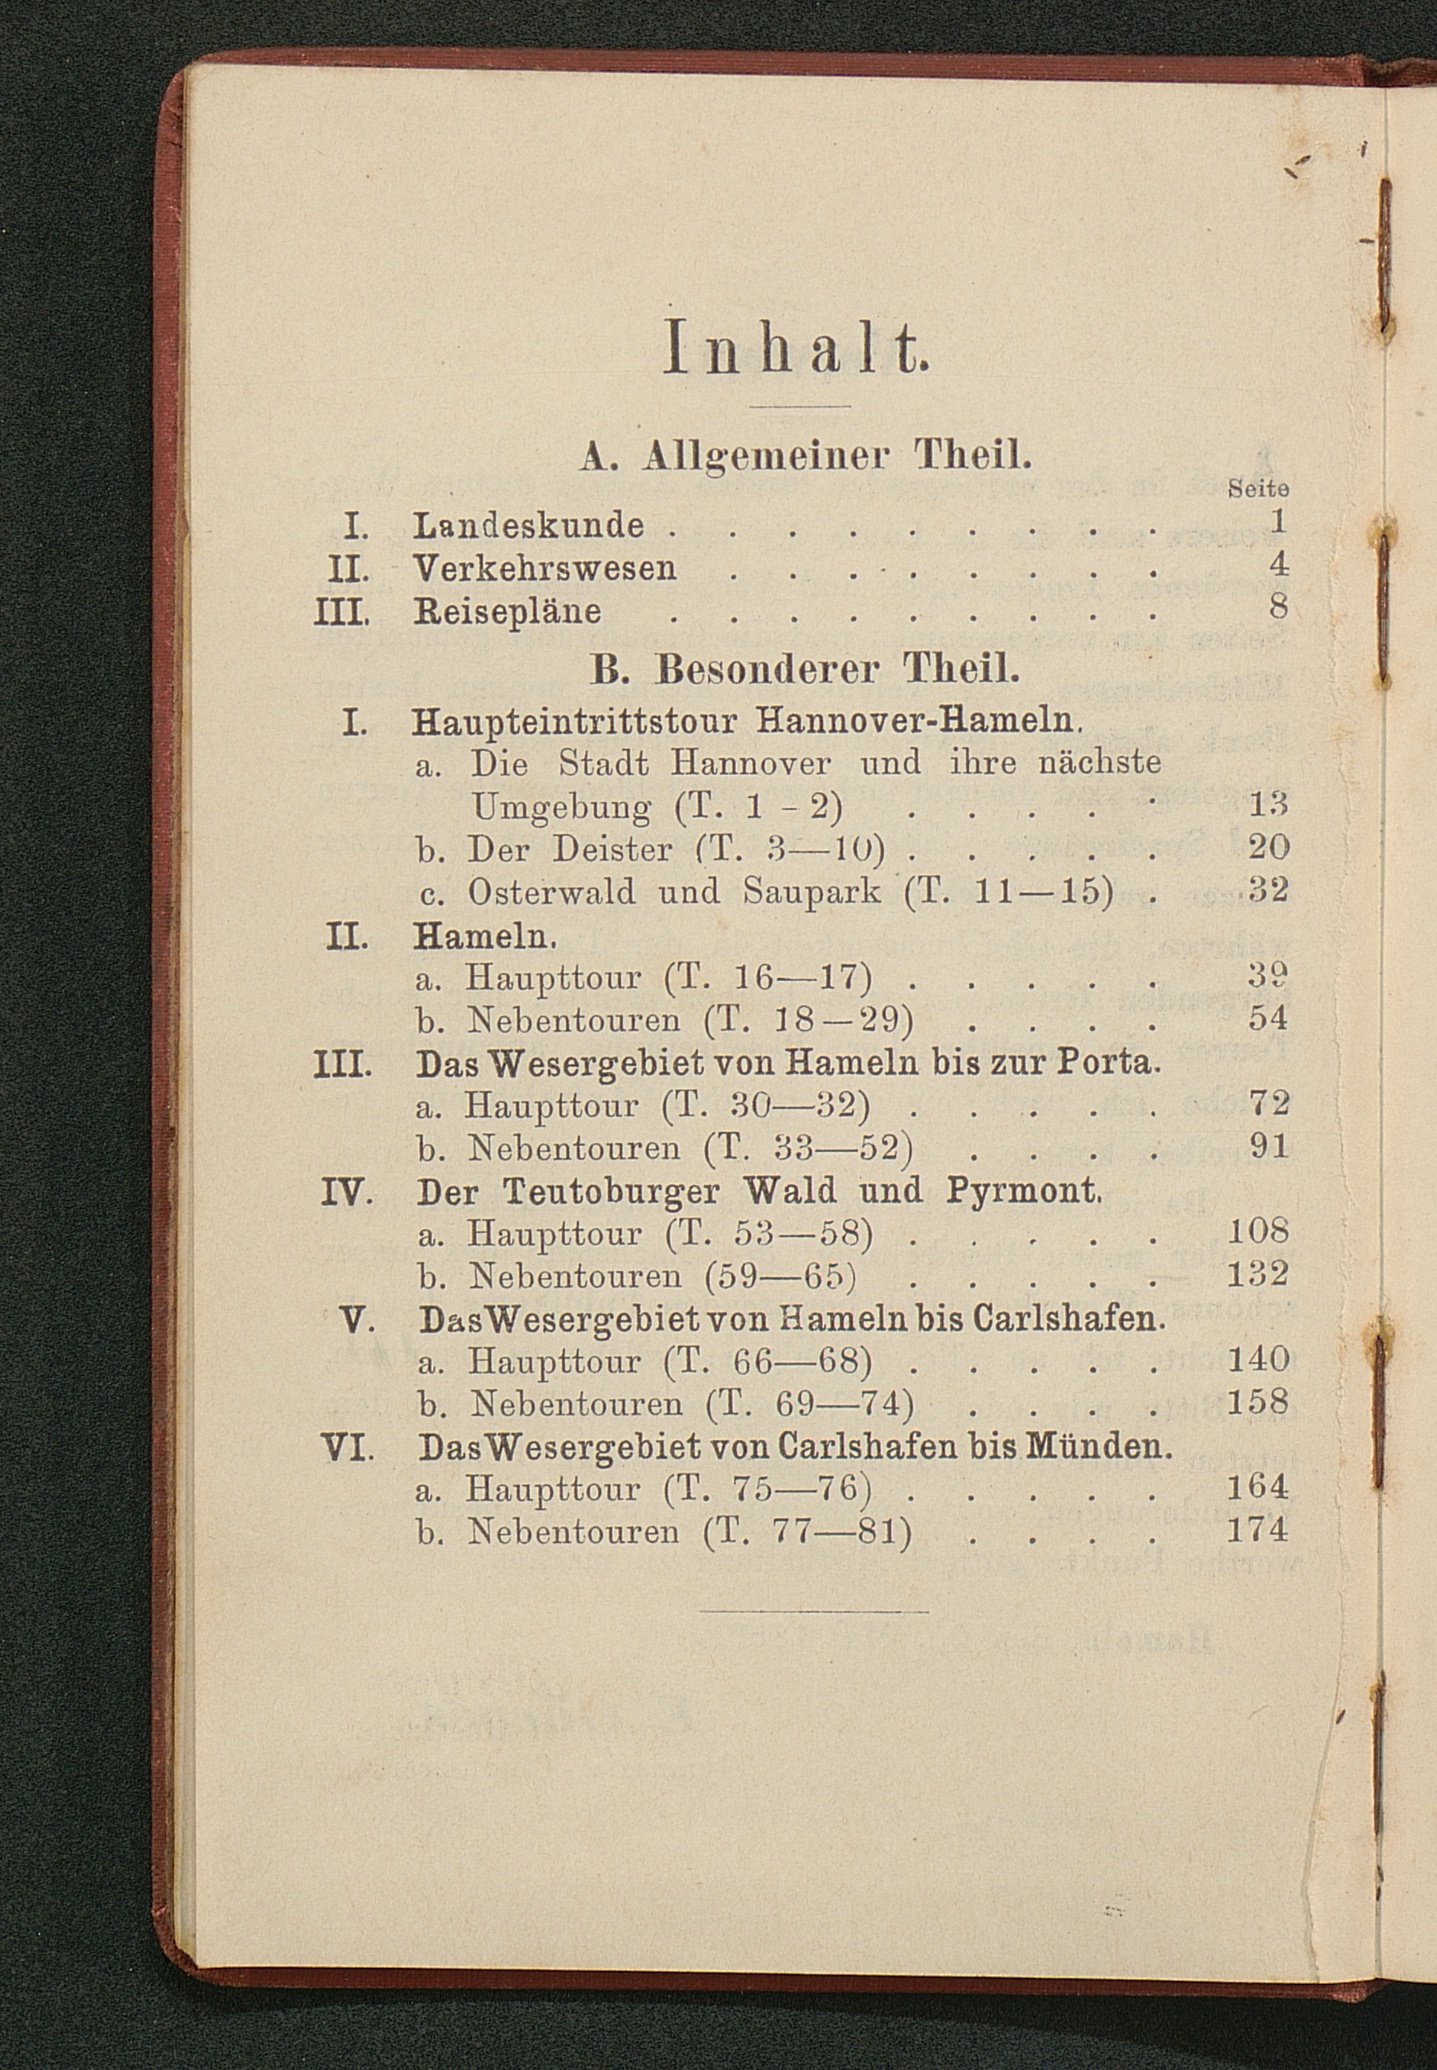 Inhalt.
A. Allgemeiner Theil.
Seite
I. Landeskunde . . . . . . . . . 1
II. Verkehrswesen . . . . . . . . 4
III. Reisepläne . . . . . . . . . 8
B. Besonderer Theil.
I. Haupteintrittstour Hannover-Hameln.
a. Die Stadt Hannover und ihre nächste
Umgebung (T. 1 – 2) . . . . . 13
b. Der Deister (T. 3—10) . . . . . 20
c. Osterwald und Saupark (T. 11—15) . 32
II. Hameln.
a. Haupttour (T. 16—17) . . . . . 39
b. Nebentouren (T. 18—29) . . . . 54
III. Das Wesergebiet von Hameln bis zur Porta.
a. Haupttour (T. 30—32) . . . . . 72
b. Nebentouren (T. 33—52) . . . . 91
IV. Der Teutoburger Wald und Pyrmont.
a. Haupttour (T. 53—58) . . . . . 108
b. Nebentouren (59—65) . . . . . 132
V. Das Wesergebiet von Hameln bis Carlshafen.
a. Haupttour (T. 66—68) . . . . . 140
b. Nebentouren (T. 69—74) . . . . 158
VI. Das Wesergebiet von Carlshafen bis Münden.
a. Haupttour (T. 75—76) . . . . . 164
b. Nebentouren (T. 77—81) . . . . 174